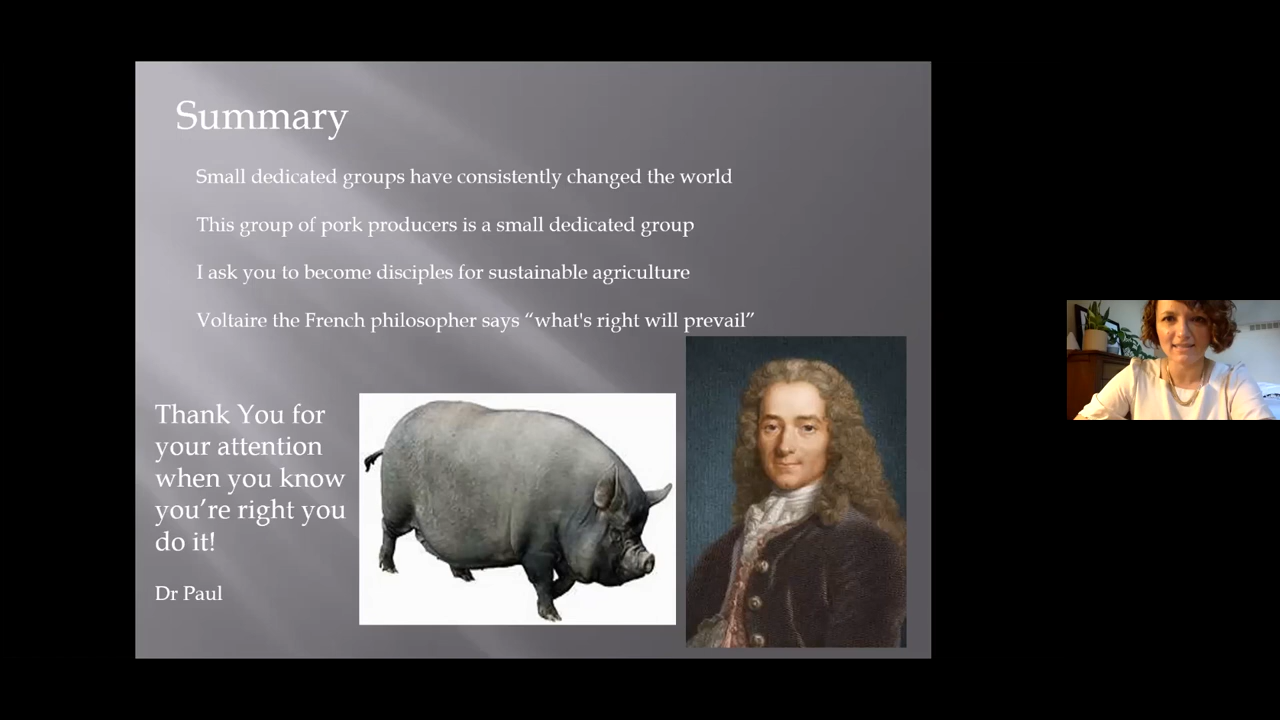 Summary
Small dedicated groups have consistently changed the world
This group of pork producers is a small dedicated group
I ask you to become disciples for sustainable agriculture
Voltaire the French philosopher says “what's right will prevail”
Thank You for
your attention
when you know
you’re right you
do it!
Dr Paul